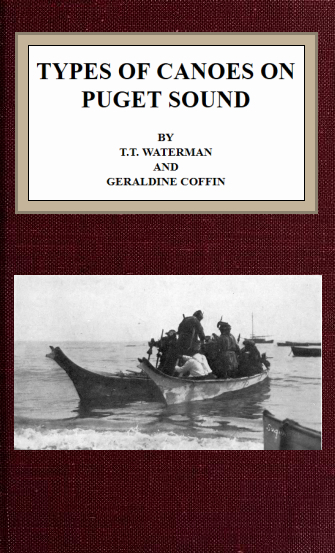 TYPES OF CANOES ON
PUGET SOUND
BY
T.T. WATERMAN
AND
GERALDINE COFFIN